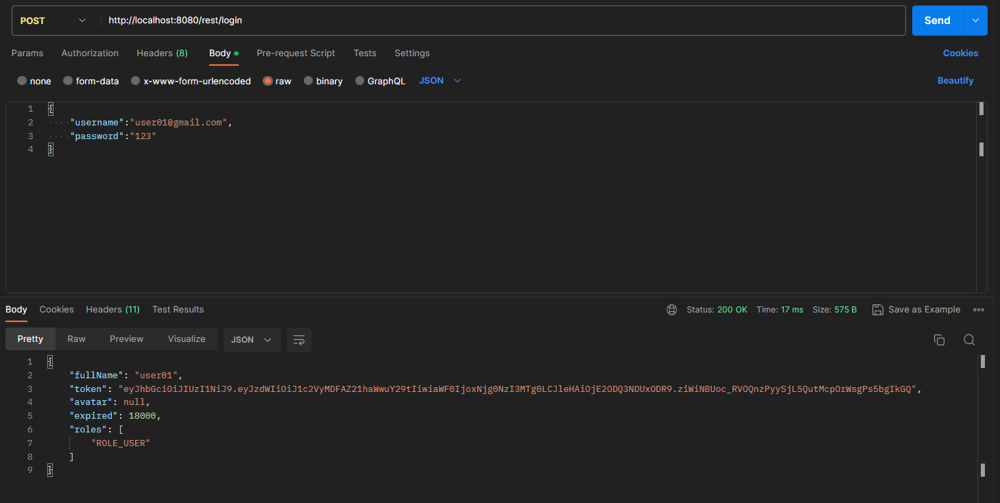 POST http://localhost:8080/rest/login Send
Params Authorization Headers (8) Body Pre-request Script Tests Settings Cookies
none form-data x-www-form-urlencoded raw binary GraphQL JSON Beautify
1 {
2 "username":"user01@gmail.com",
3 "password":"123"
4 }
Body Cookies Headers (11) Test Results Status: 200 OK Time: 17 ms Size: 575 B Save as Example
Pretty Raw Preview Visualize JSON
1 {
2 "fullName": "user01",
3 "token": "eyJhbGciOiJIUzI1NiJ9.eyJzdWIiOiJ1c2VyMDFAZ21haWwuY29tIiwiaWF0IjoxNjg0NzI3MTg0LCJleHAiOjE2ODQ3NDUxODR9.ziWiNBUoc_RVOQnzPyySjL5QutMcpOrWsgPs5bgIkGQ",
4 "avatar": null,
5 "expired": 18000,
6 "roles": [
7 "ROLE_USER"
8 ]
9 }